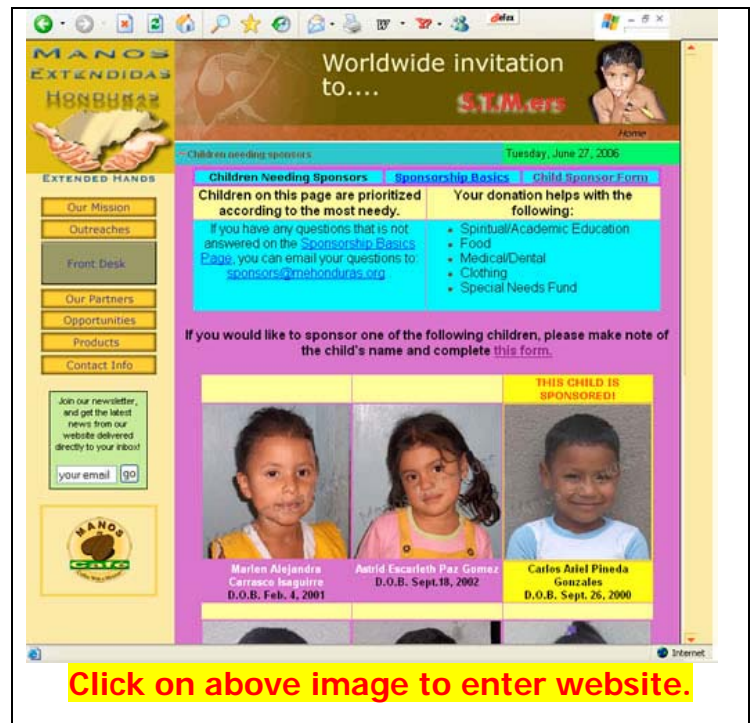 MANOS
EXTENDIDAS
HONDURAS
EXTENDED HANDS
Worldwide invitation
to....
S.T.M.ers
Home
Children needing sponsors
Tuesday, June 27, 2006
Our Mission
Outreaches
Front Desk
Our Partners
Opportunities
Products
Contact Info
Join our newsletter,
and get the latest
news from our
website delivered
directly to your inbox!
your email go
MANOS
Café
Children Needing Sponsors Sponsorship Basics Child Sponsor Form
Children on this page are prioritized
according to the most needy.
Your donation helps with the
following:
If you have any questions that is not
answered on the Sponsorship Basics
Page, you can email your questions to:
sponsors@mehonduras.org
Spiritual/Academic Education
Food
Medical/Dental
Clothing
Special Needs Fund
If you would like to sponsor one of the following children, please make note of
the child's name and complete this form.
THIS CHILD IS
SPONSORED!
Marlen Alejandra
Carrasco Isaguirre
D.O.B. Feb. 4, 2001
Astrid Escarleth Paz Gomez
D.O.B. Sept.18, 2002
Carlos Ariel Pineda
Gonzales
D.O.B. Sept. 26, 2000
Internet
Click on above image to enter website.